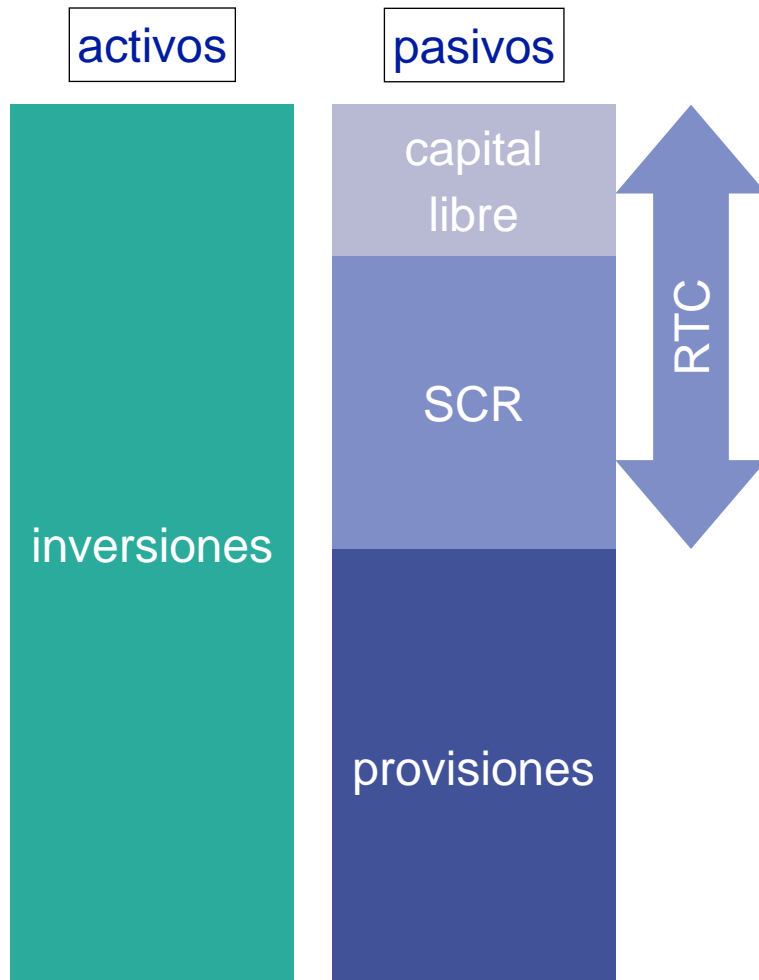 activos
pasivos
capital
libre
SCR
RTC
inversiones
provisiones